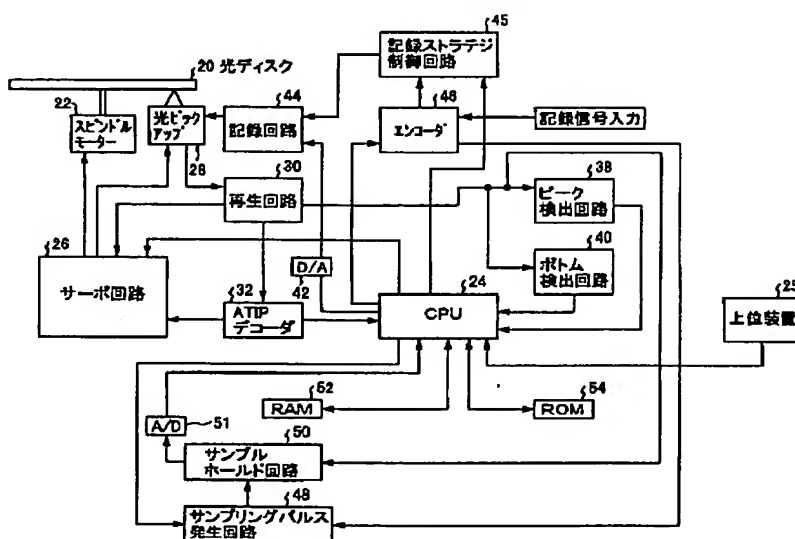 45
記録ストラテジ
制御回路
20 光ディスク
22
スピンドル
モーター
光ピック
アップ
28
44
記録回路
46
エンコーダ
記録信号入力
30
再生回路
38
ピーク
検出回路
40
ボトム
検出回路
26
サーボ回路
D/A
42
32
ATIP
デコーダ
24
CPU
25
上位装置
52
RAM
54
ROM
A/D
51
50
サンプル
ホールド回路
48
サンプリングパルス
発生回路